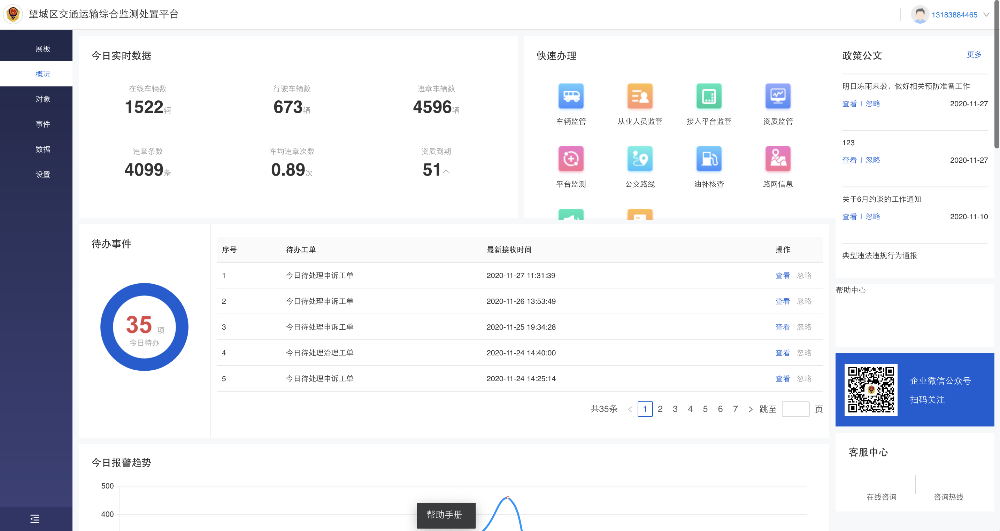 望城区交通运输综合监测处置平台
13183884465
展板
概况
对象
事件
数据
设置
今日实时数据
在线车辆数
1522辆
行驶车辆数
673辆
违章车辆数
4596辆
违章条数
4099条
车均违章次数
0.89次
资质到期
51个
快速办理
车辆监管
从业人员监管
接入平台监管
资质监管
平台监测
公交路线
油补核查
路网信息
政策公文
更多
明日冻雨来袭，做好相关预防准备工作
查看 | 忽略 2020-11-27
123
查看 | 忽略 2020-11-27
关于6月约谈的工作通知
查看 | 忽略 2020-11-10
典型违法违规行为通报
待办事件
35 项
今日待办
序号 待办工单 最新接收时间 操作
1 今日待处理申诉工单 2020-11-27 11:31:39 查看 忽略
2 今日待处理申诉工单 2020-11-26 13:53:49 查看 忽略
3 今日待处理申诉工单 2020-11-25 19:34:28 查看 忽略
4 今日待处理治理工单 2020-11-24 14:40:00 查看 忽略
5 今日待处理申诉工单 2020-11-24 14:25:14 查看 忽略
共35条 < 1 2 3 4 5 6 7 > 跳至 页
帮助中心
企业微信公众号
扫码关注
客服中心
在线咨询
咨询热线
今日报警趋势
500
400
帮助手册